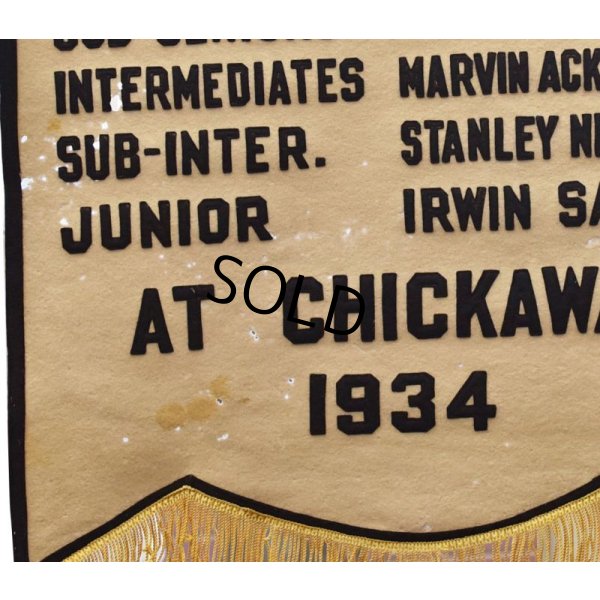 INTERMEDIATES MARVIN ACK
SUB-INTER. STANLEY
JUNIOR IRWIN SA
AT CHICKAWA
1934
SOLD